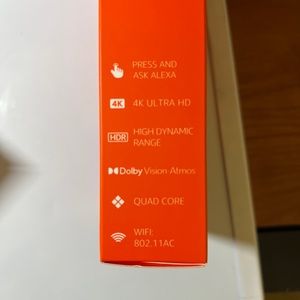 PRESS AND
ASK ALEXA
4K
4K ULTRA HD
HDR
HIGH DYNAMIC
RANGE
Dolby Vision·Atmos
QUAD CORE
WIFI:
802.11AC